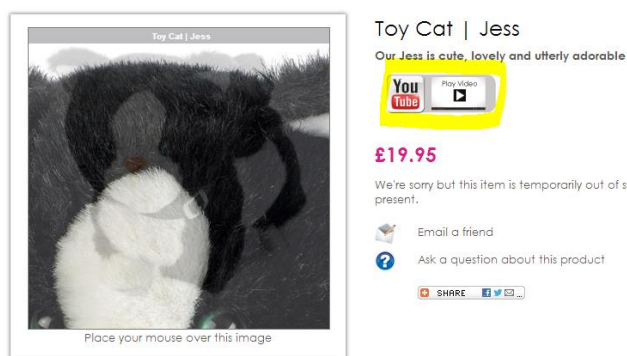 Toy Cat | Jess
Toy Cat | Jess
Our Jess is cute, lovely and utterly adorable
You
Tube
Play Video
£19.95
We're sorry but this item is temporarily out of s
present.
Email a friend
Ask a question about this product
SHARE
Place your mouse over this image